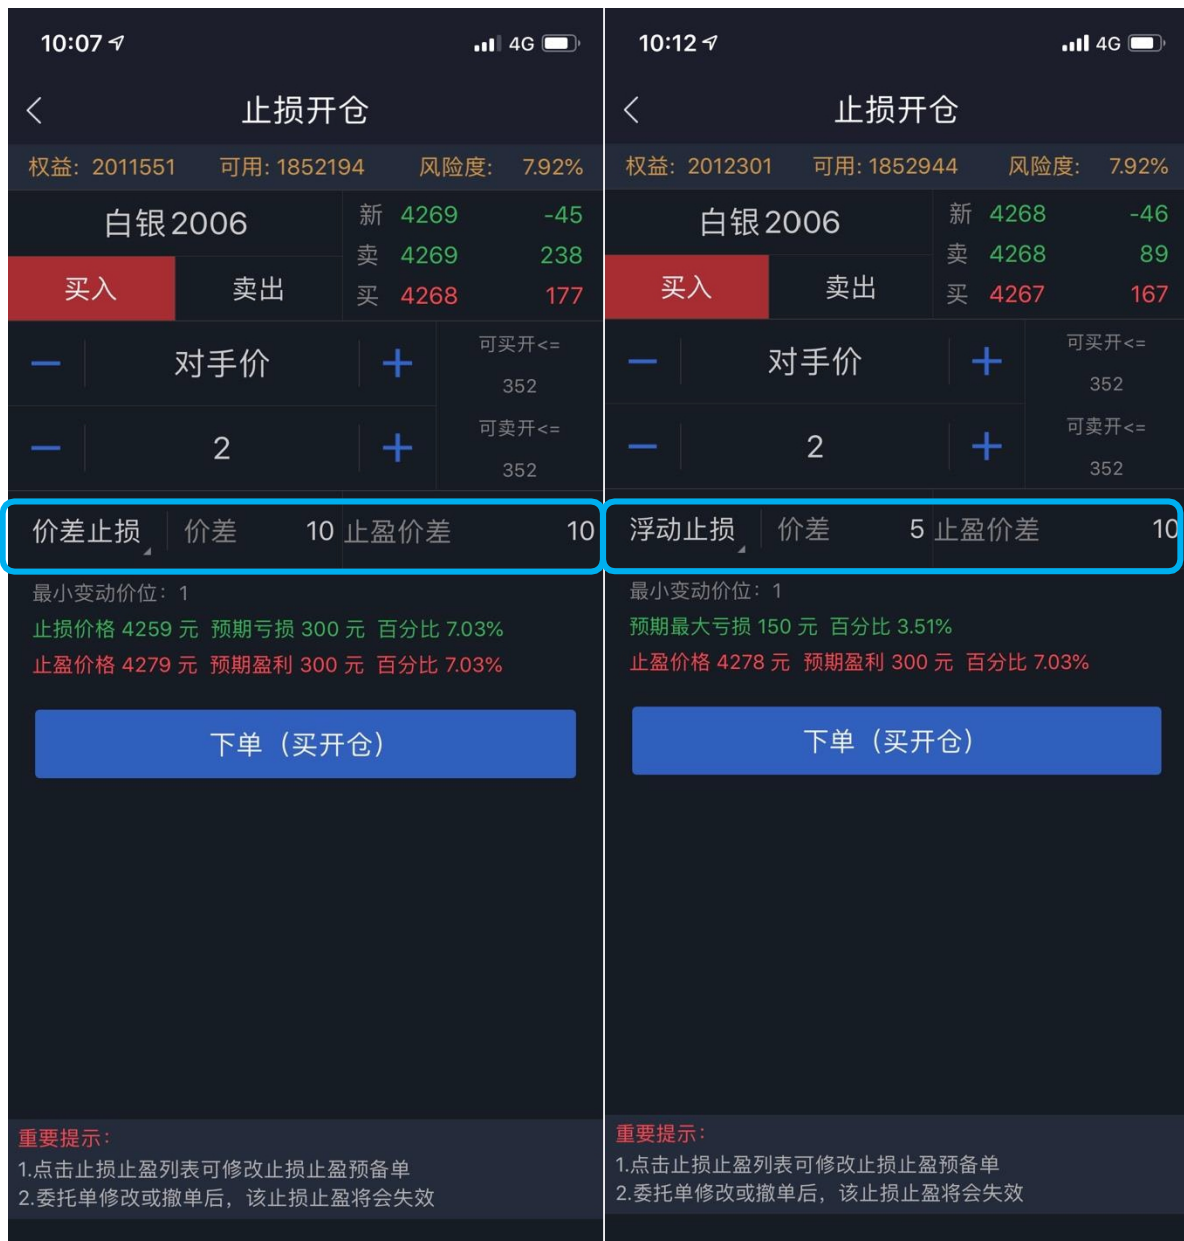 10:07 4G
止损开仓
权益: 2011551 可用: 1852194 风险度: 7.92%
白银2006
新 4269 -45
卖 4269 238
买 4268 177
买入 卖出
对手价
可买开<=
352
2
可卖开<=
352
价差止损 价差 10 止盈价差 10
最小变动价位: 1
止损价格 4259 元 预期亏损 300 元 百分比 7.03%
止盈价格 4279 元 预期盈利 300 元 百分比 7.03%
下单（买开仓）
重要提示:
1.点击止损止盈列表可修改止损止盈预备单
2.委托单修改或撤单后，该止损止盈将会失效
10:12 4G
止损开仓
权益: 2012301 可用: 1852944 风险度: 7.92%
白银2006
新 4268 -46
卖 4268 89
买 4267 167
买入 卖出
对手价
可买开<=
352
2
可卖开<=
352
浮动止损 价差 5 止盈价差 10
最小变动价位: 1
预期最大亏损 150 元 百分比 3.51%
止盈价格 4278 元 预期盈利 300 元 百分比 7.03%
下单（买开仓）
重要提示:
1.点击止损止盈列表可修改止损止盈预备单
2.委托单修改或撤单后，该止损止盈将会失效